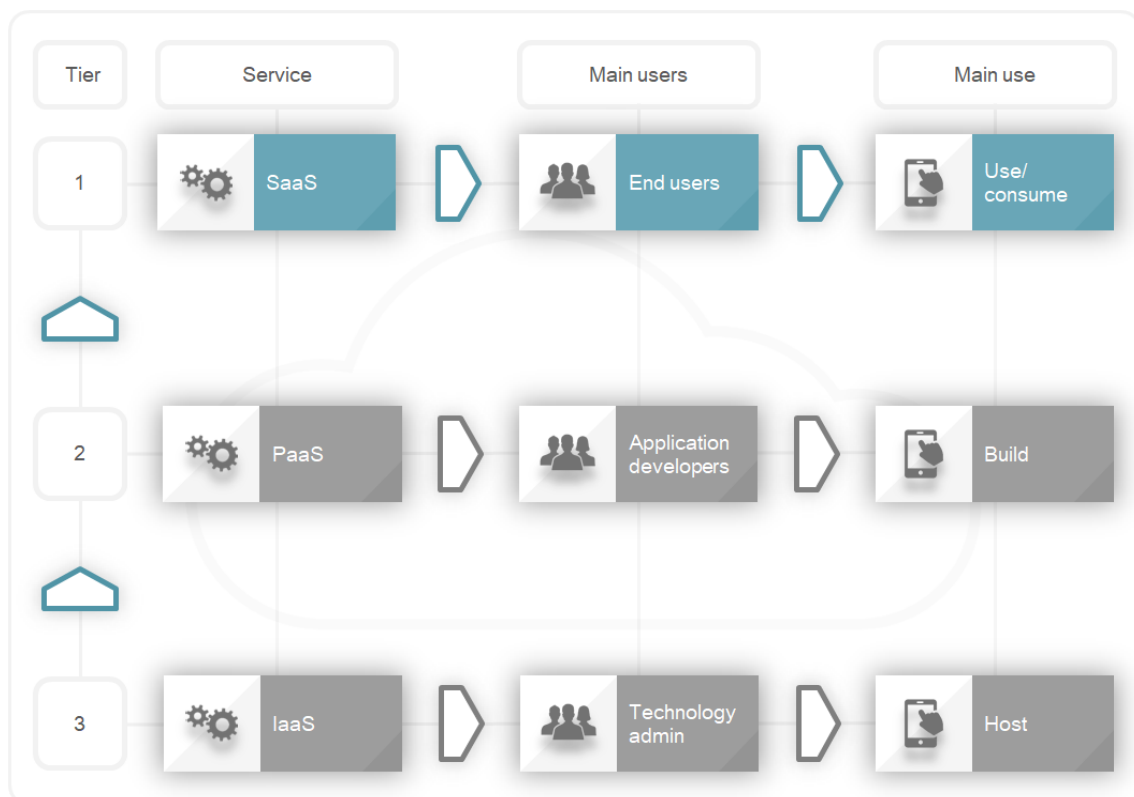 Tier
Service
Main users
Main use
1
SaaS
End users
Use/
consume
2
PaaS
Application
developers
Build
3
IaaS
Technology
admin
Host